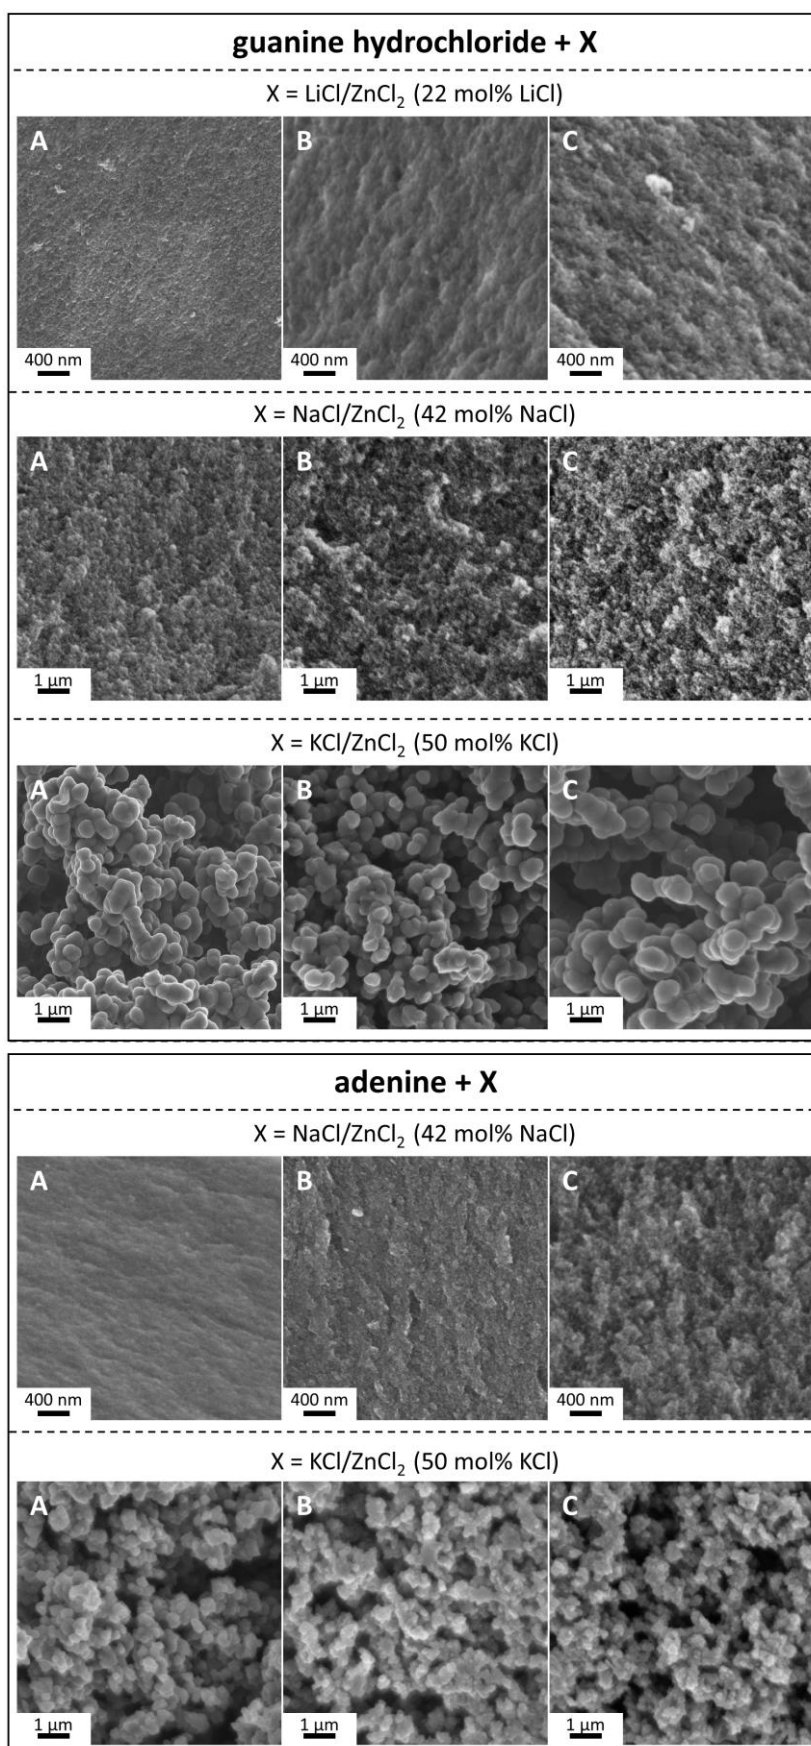 guanine hydrochloride + X
X = LiCl/ZnCl₂ (22 mol% LiCl)
A B C
400 nm 400 nm 400 nm
X = NaCl/ZnCl₂ (42 mol% NaCl)
A B C
1 µm 1 µm 1 µm
X = KCl/ZnCl₂ (50 mol% KCl)
A B C
1 µm 1 µm 1 µm
adenine + X
X = NaCl/ZnCl₂ (42 mol% NaCl)
A B C
400 nm 400 nm 400 nm
X = KCl/ZnCl₂ (50 mol% KCl)
A B C
1 µm 1 µm 1 µm